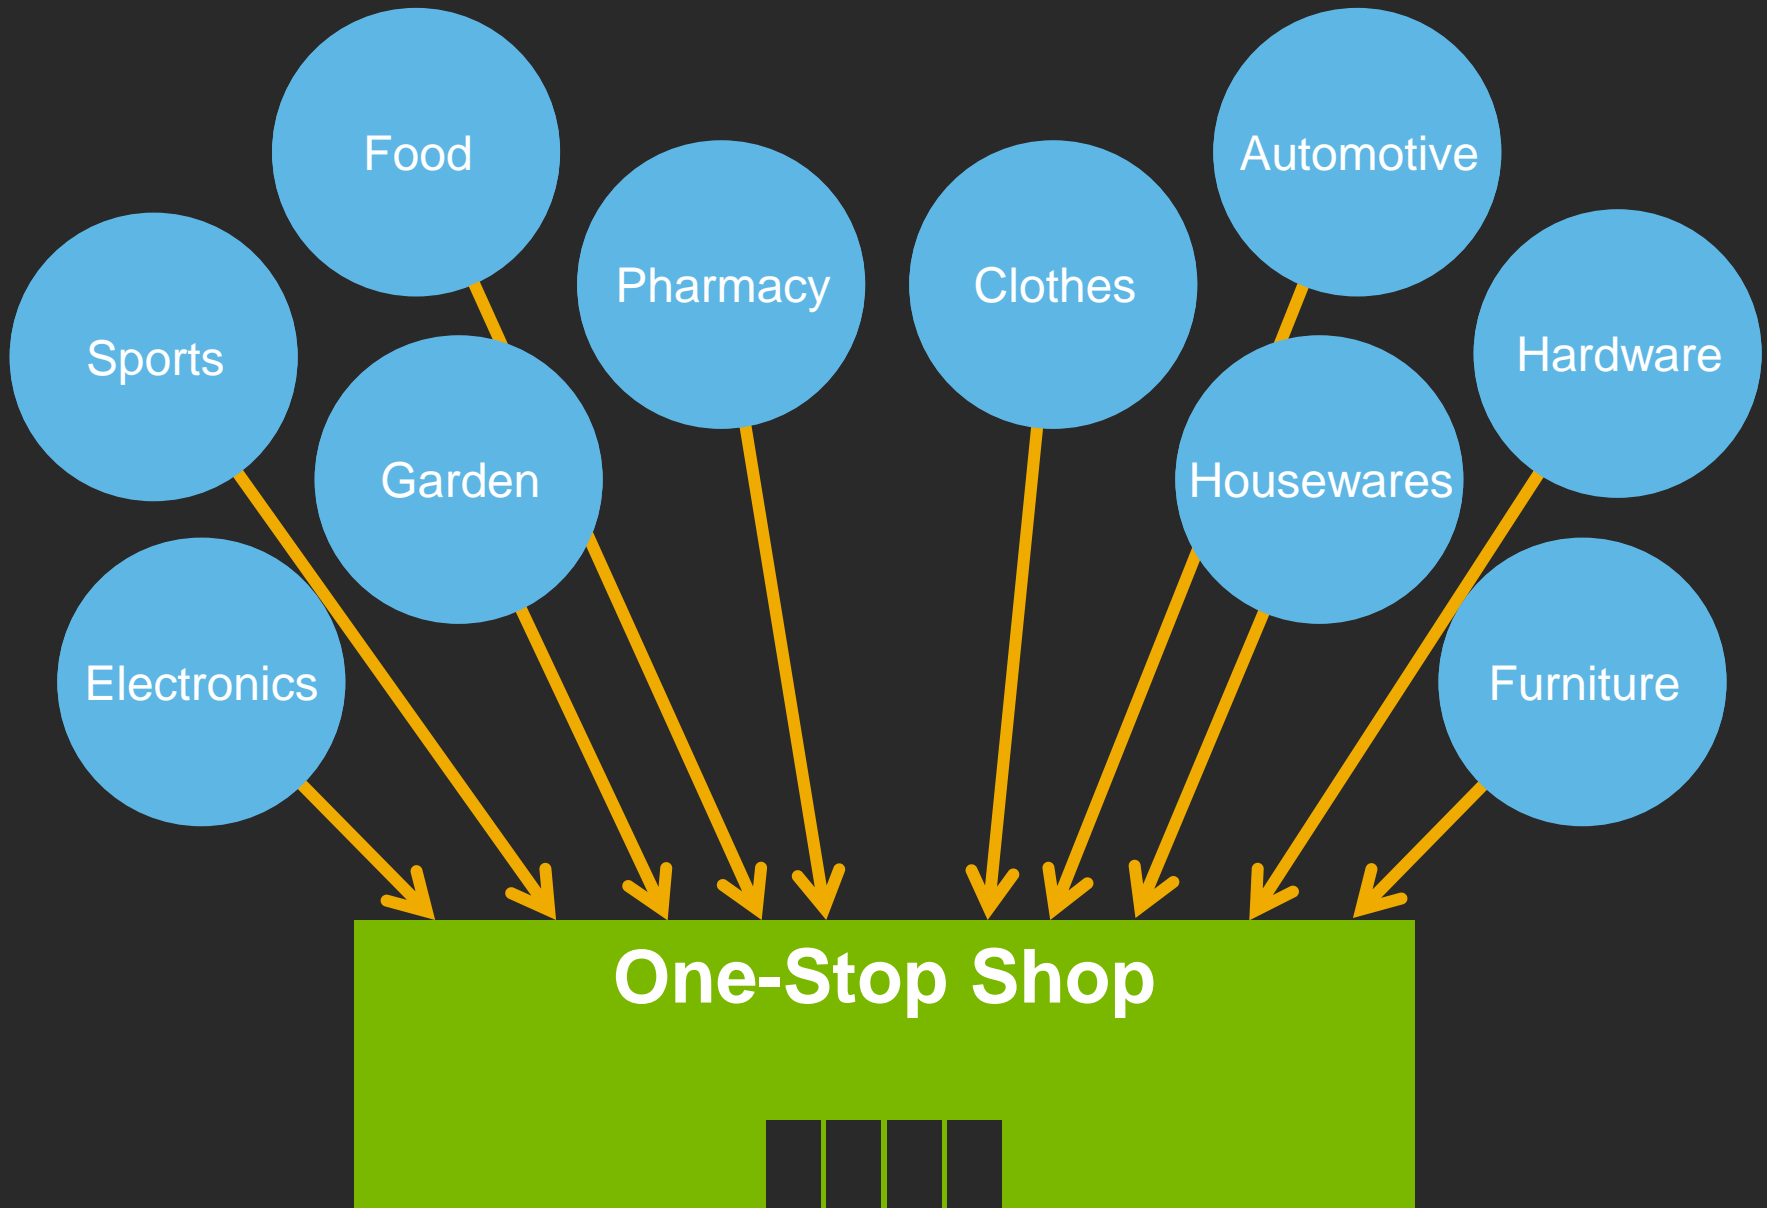 Food
Automotive
Pharmacy
Clothes
Sports
Hardware
Garden
Housewares
Electronics
Furniture
One-Stop Shop